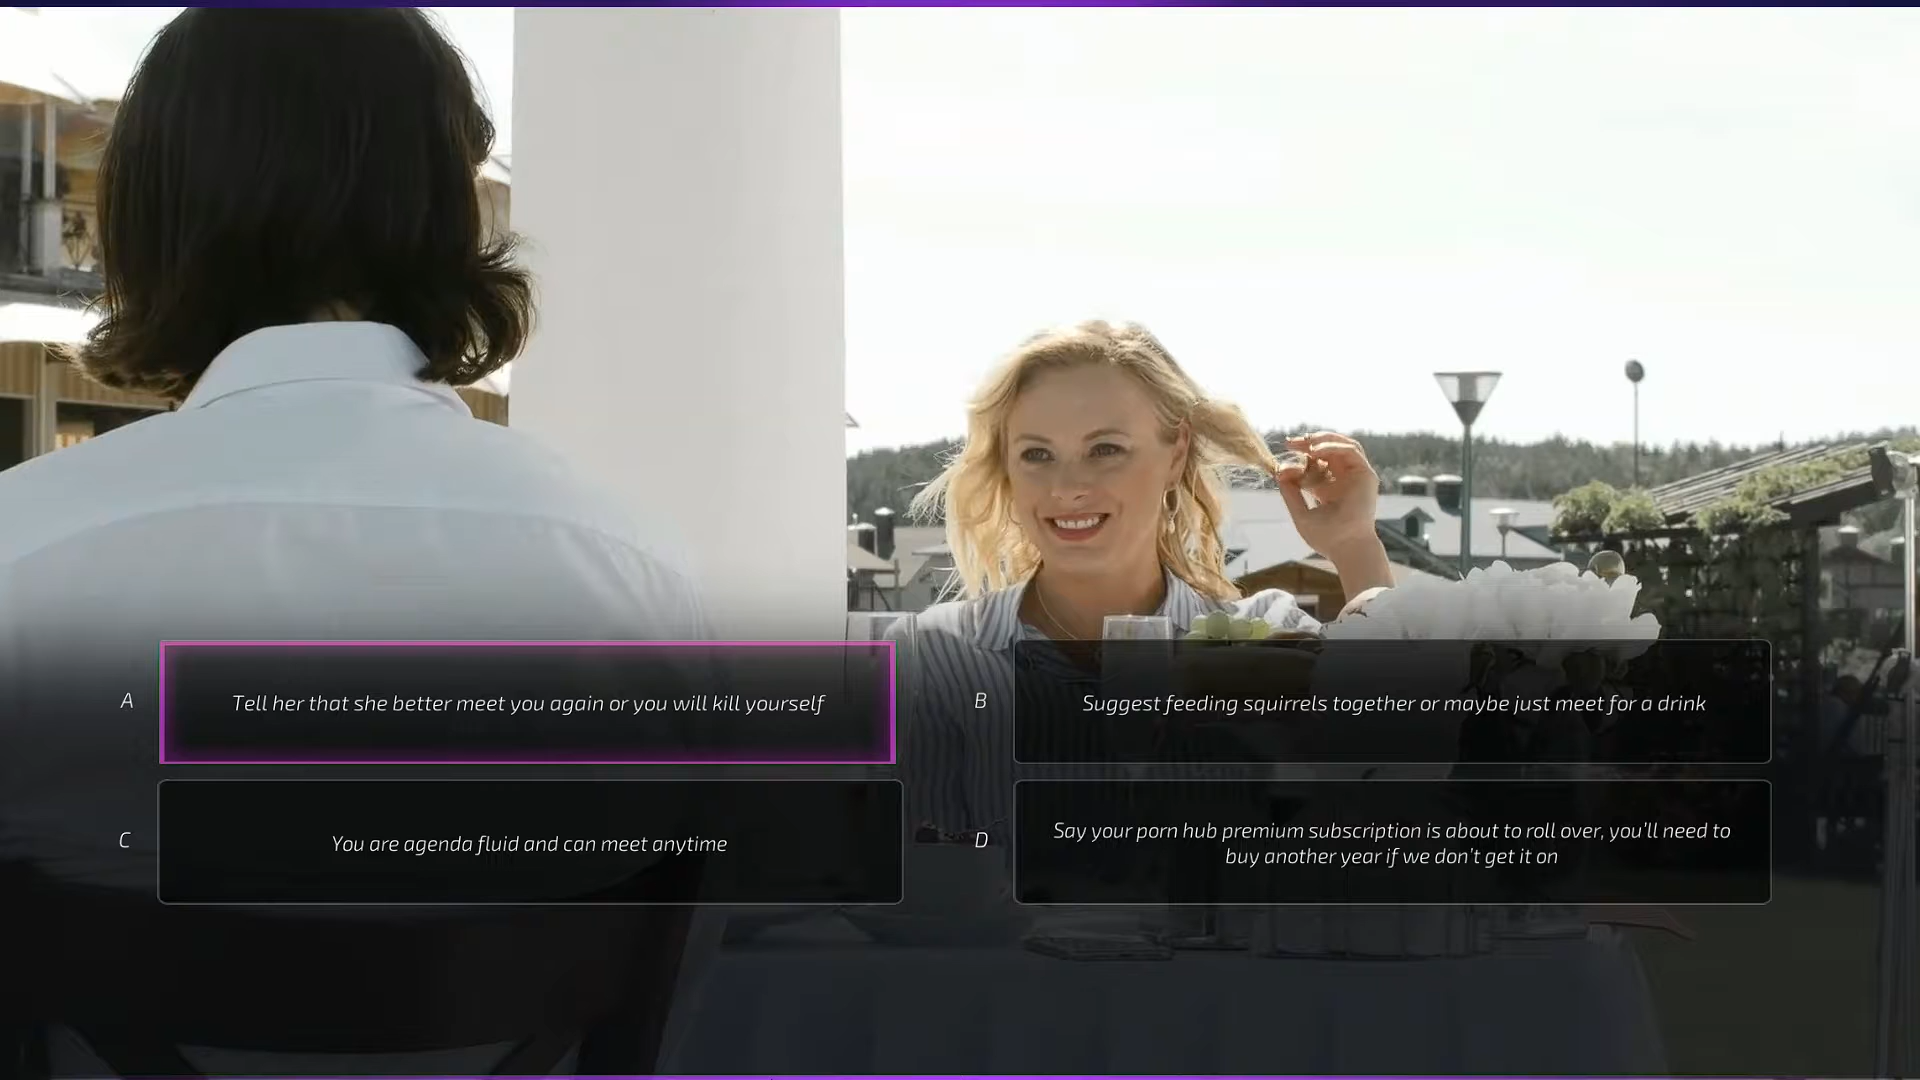 A
Tell her that she better meet you again or you will kill yourself
B
Suggest feeding squirrels together or maybe just meet for a drink
C
You are agenda fluid and can meet anytime
D
Say your porn hub premium subscription is about to roll over, you'll need to
buy another year if we don't get it on